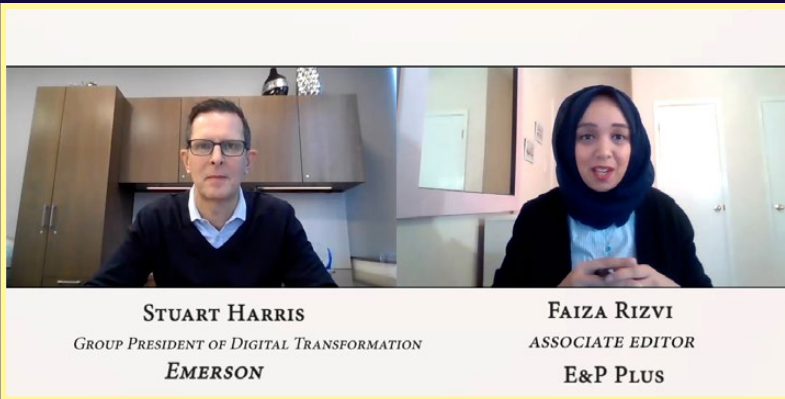 STUART HARRIS
GROUP PRESIDENT OF DIGITAL TRANSFORMATION
EMERSON
FAIZA RIZVI
ASSOCIATE EDITOR
E&P PLUS